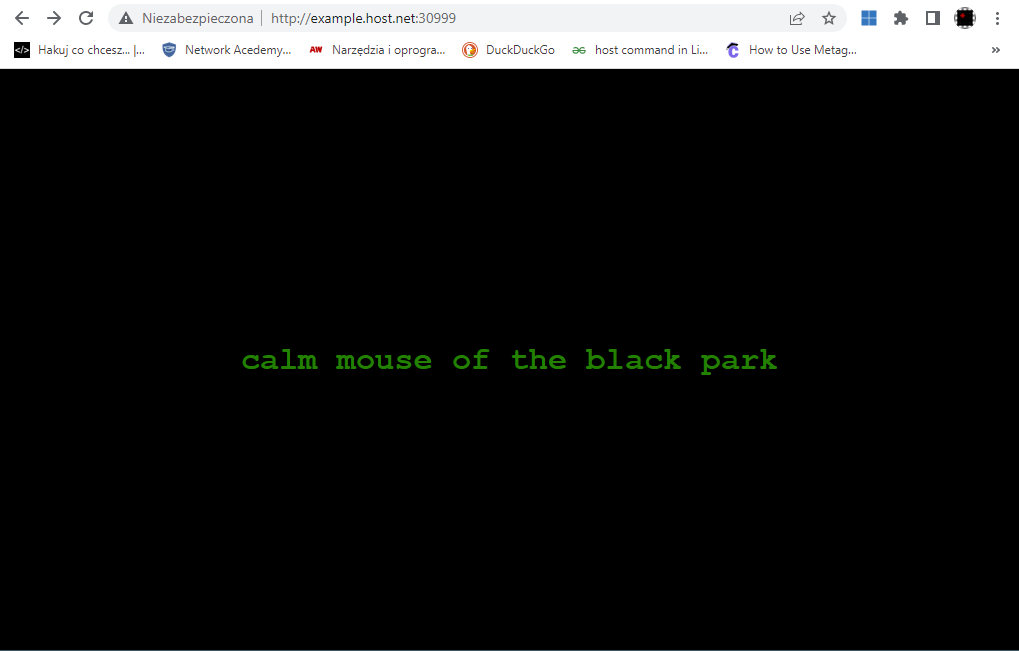 Niezabezpieczona http://example.host.net:30999
</> Hakuj co chcesz... |... Network Acedemy... AW Narzędzia i oprogra... DuckDuckGo host command in Li... How to Use Metag... »
calm mouse of the black park